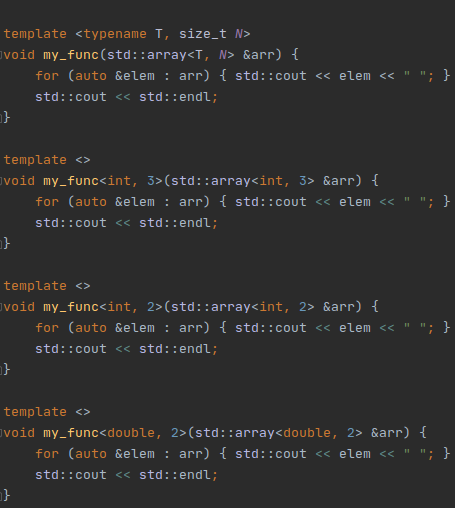 template <typename T, size_t N>
void my_func(std::array<T, N> &arr) {
    for (auto &elem : arr) { std::cout << elem << " "; }
    std::cout << std::endl;
}

template <>
void my_func<int, 3>(std::array<int, 3> &arr) {
    for (auto &elem : arr) { std::cout << elem << " "; }
    std::cout << std::endl;
}

template <>
void my_func<int, 2>(std::array<int, 2> &arr) {
    for (auto &elem : arr) { std::cout << elem << " "; }
    std::cout << std::endl;
}

template <>
void my_func<double, 2>(std::array<double, 2> &arr) {
    for (auto &elem : arr) { std::cout << elem << " "; }
    std::cout << std::endl;
}